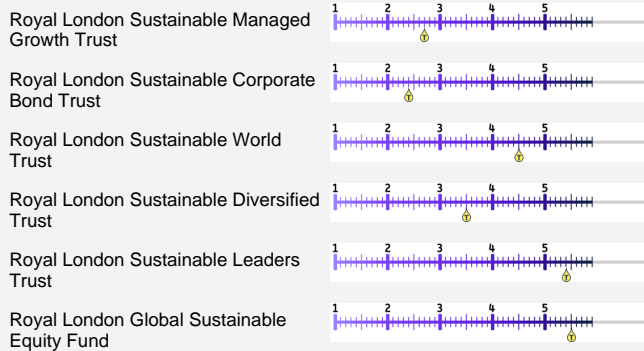 1 2 3 4 5
Royal London Sustainable Managed
Growth Trust
T
1 2 3 4 5
Royal London Sustainable Corporate
Bond Trust
T
1 2 3 4 5
Royal London Sustainable World
Trust
T
1 2 3 4 5
Royal London Sustainable Diversified
Trust
T
1 2 3 4 5
Royal London Sustainable Leaders
Trust
T
1 2 3 4 5
Royal London Global Sustainable
Equity Fund
T